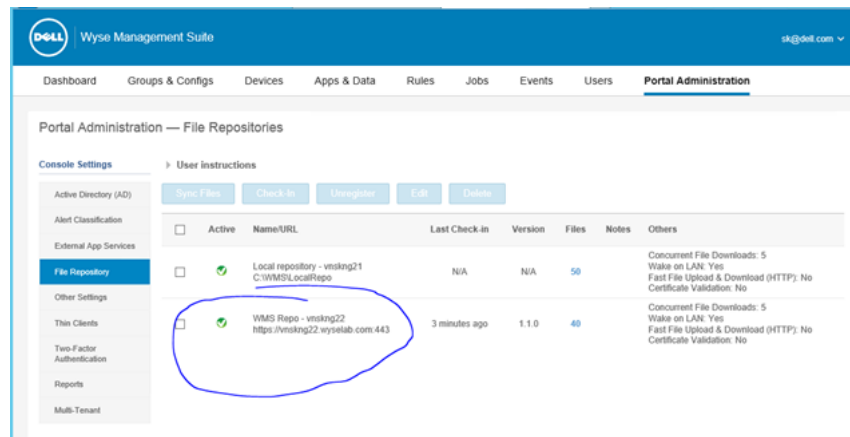 DELL Wyse Management Suite sk@dell.com
Dashboard Groups & Configs Devices Apps & Data Rules Jobs Events Users Portal Administration
Portal Administration — File Repositories
Console Settings
Active Directory (AD)
Alert Classification
External App Services
File Repository
Other Settings
Thin Clients
Two-Factor
Authentication
Reports
Multi-Tenant
User instructions
Sync Files Check-In Unregister Edit Delete
Active Name/URL Last Check-in Version Files Notes Others
Local repository - vnskng21
C:\WMS\LocalRepo
N/A N/A 50
Concurrent File Downloads: 5
Wake on LAN: Yes
Fast File Upload & Download (HTTP): No
Certificate Validation: No
WMS Repo - vnskng22
https://vnskng22.wyselab.com:443
3 minutes ago 1.1.0 40
Concurrent File Downloads: 5
Wake on LAN: Yes
Fast File Upload & Download (HTTP): No
Certificate Validation: No